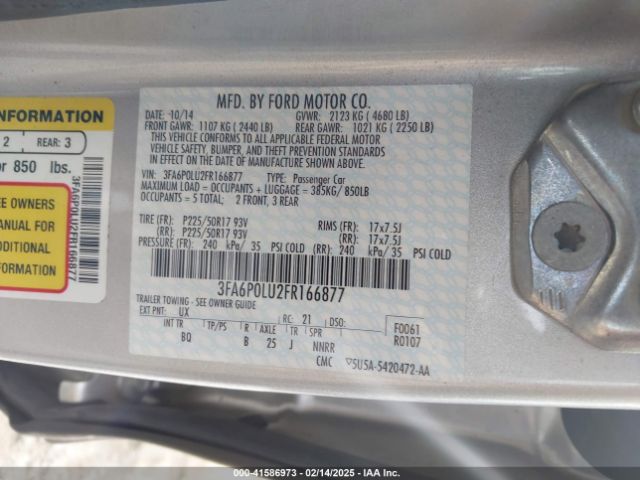 INFORMATION
2 REAR: 3
or 850 lbs.
EE OWNERS
ANUAL FOR
DDITIONAL
FORMATION
3FA6P0LU2FR166877
MFD. BY FORD MOTOR CO.
DATE: 10/14 GVWR: 2123 KG ( 4680 LB)
FRONT GAWR: 1107 KG ( 2440 LB) REAR GAWR: 1021 KG ( 2250 LB)
THIS VEHICLE CONFORMS TO ALL APPLICABLE FEDERAL MOTOR
VEHICLE SAFETY, BUMPER, AND THEFT PREVENTION STANDARDS
IN EFFECT ON THE DATE OF MANUFACTURE SHOWN ABOVE.
VIN: 3FA6P0LU2FR166877 TYPE: Passenger Car
MAXIMUM LOAD = OCCUPANTS + LUGGAGE = 385KG/850LB
OCCUPANTS = 5 TOTAL; 2 FRONT, 3 REAR
TIRE (FR): P225/50R17 93V RIMS (FR): 17x7.5J
(RR): P225/50R17 93V (RR): 17x7.5J
PRESSURE (FR): 240 kPa/ 35 PSI COLD (RR): 240 kPa/ 35 PSI COLD
3FA6P0LU2FR166877
TRAILER TOWING - SEE OWNER GUIDE
EXT PNT: UX RC: 21 DSO: F0061
INT TR TP/PS R AXLE TR SPR R0107
BQ B 25 J NNRR
CMC 5U5A-5420472-AA
000-41586973 - 02/14/2025 - IAA, Inc.